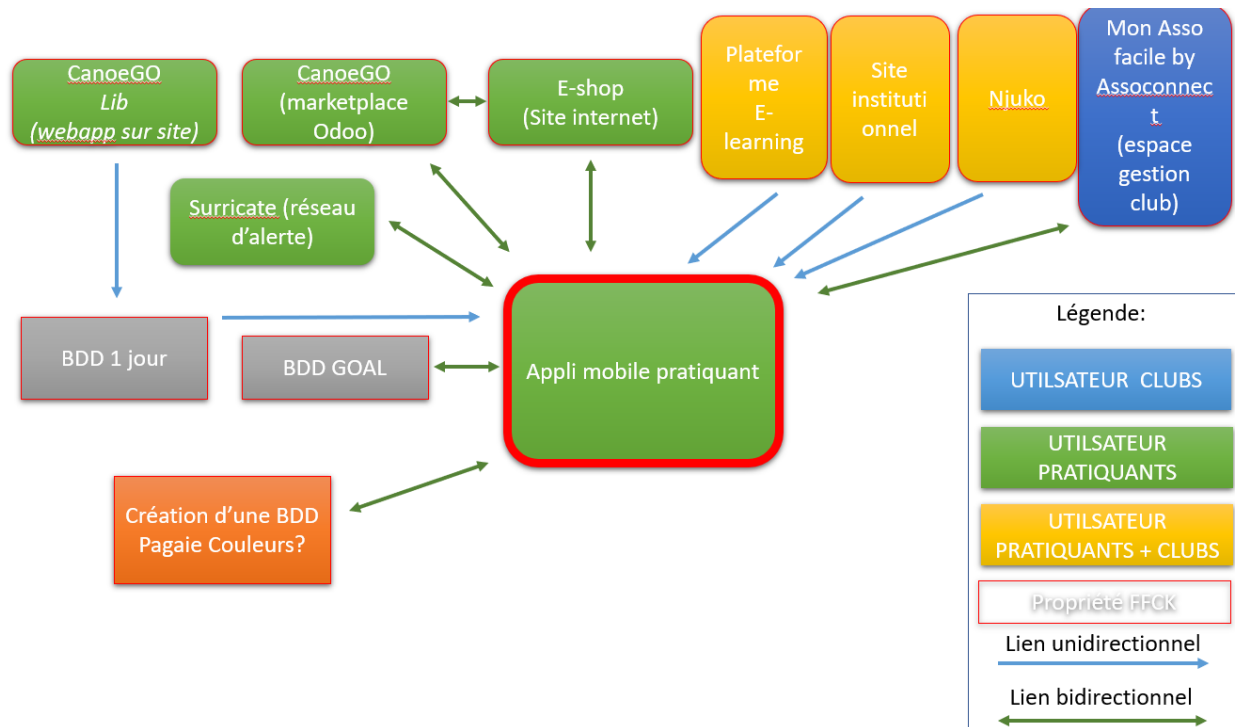 CanoeGO
Lib
(webapp sur site)
CanoeGO
(marketplace
Odoo)
E-shop
(Site internet)
Platefor
me
E-
learning
Site
instituti
onnel
Njuko
Mon Asso
facile by
Assoconnec
t
(espace
gestion
club)
Surricate (réseau
d’alerte)
BDD 1 jour
BDD GOAL
Appli mobile pratiquant
Création d’une BDD
Pagaie Couleurs?
Légende:
UTILSATEUR CLUBS
UTILSATEUR
PRATIQUANTS
UTILSATEUR
PRATIQUANTS + CLUBS
Propriété FFCK
Lien unidirectionnel
Lien bidirectionnel